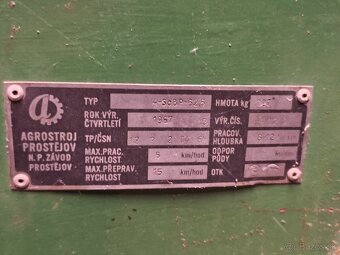 AGROSTROJ
PROSTĚJOV
N.P. ZÁVOD
PROSTĚJOV
TYP
HMOTA kg
ROK VÝR.
ČTVRTLETÍ
1987
VÝR. ČÍS.
TP/ČSN
PRACOV.
HLOUBKA
MAX. PRAC.
RYCHLOST
km/hod
ODPOR
PŮDY
MAX. PŘEPRAV.
RYCHLOST
15 km/hod
OTK